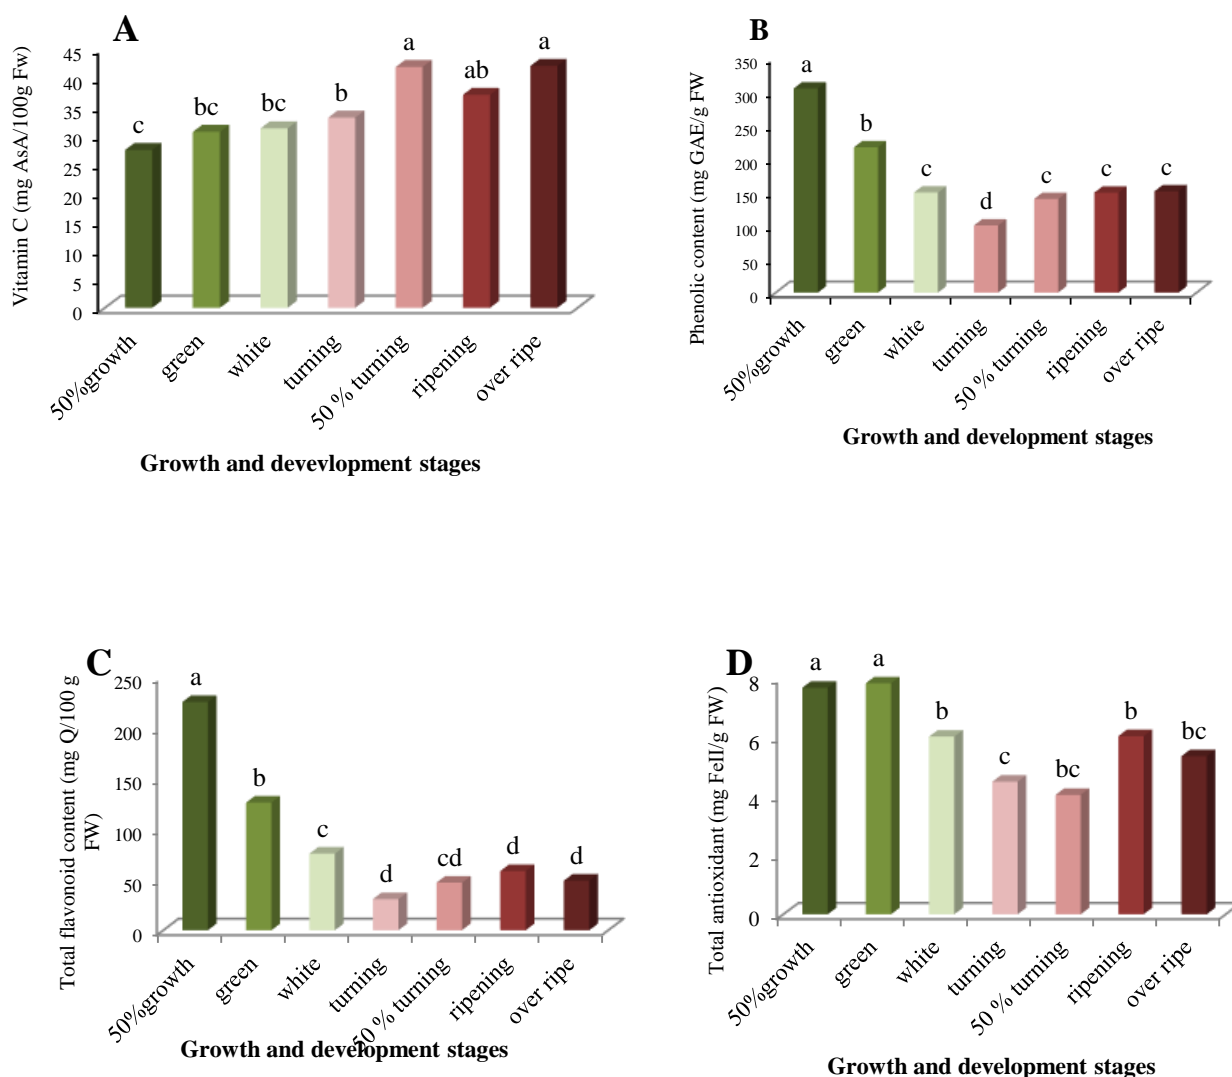 A
Vitamin C (mg AsA/100g Fw)
45
40
35
30
25
20
15
10
5
0
c
bc
bc
b
a
ab
a
50%growth
green
white
turning
50 % turning
ripening
over ripe
Growth and devevlopment stages
B
Phenolic content (mg GAE/g FW
350
300
250
200
150
100
50
0
a
b
c
d
c
c
c
50%growth
green
white
turning
50 % turning
ripening
over ripe
Growth and development stages
C
Total flavonoid content (mg Q/100 g
FW)
250
200
150
100
50
0
a
b
c
d
cd
d
d
50%growth
green
white
turning
50 % turning
ripening
over ripe
Growth and development stages
D
Total antioxidant (mg FeII/g FW)
8
6
4
2
0
a
a
b
c
bc
b
bc
50%growth
green
white
turning
50 % turning
ripening
over ripe
Growth and development stages